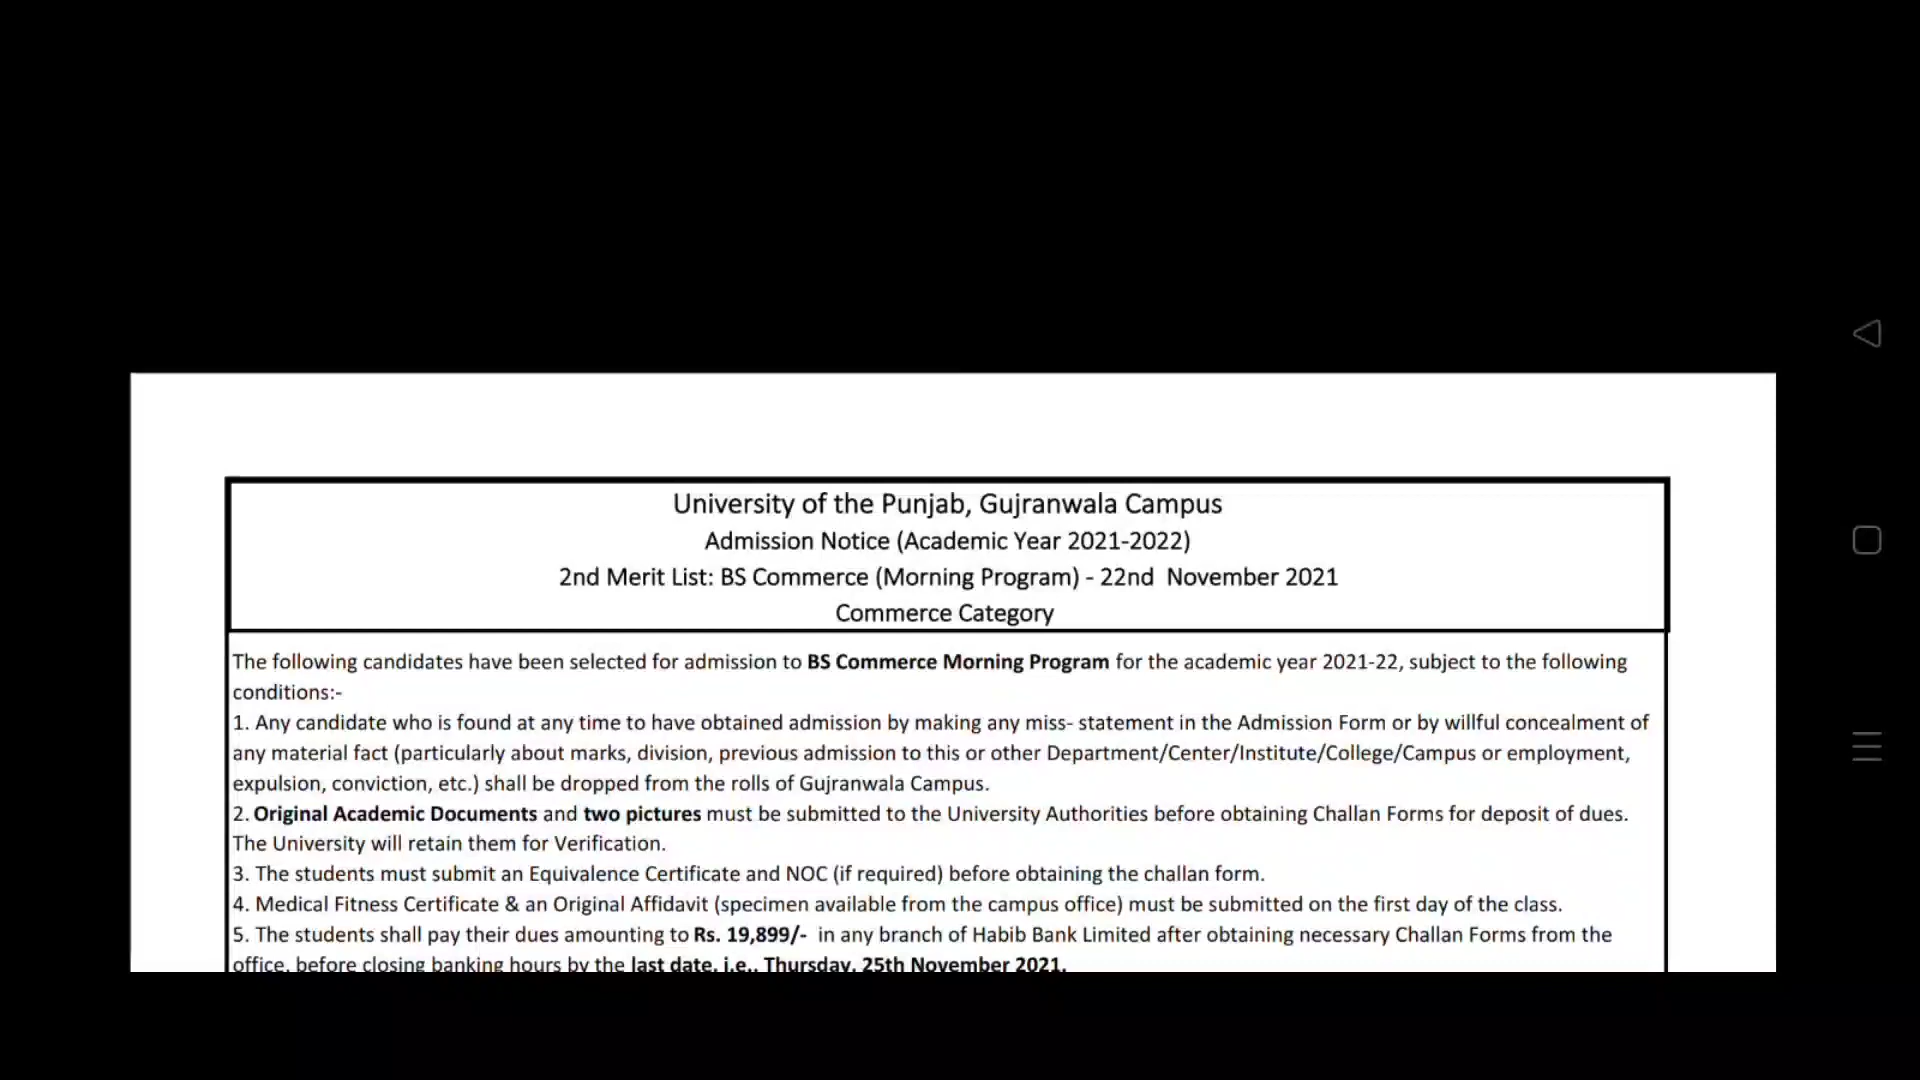 University of the Punjab, Gujranwala Campus
Admission Notice (Academic Year 2021-2022)
2nd Merit List: BS Commerce (Morning Program) - 22nd  November 2021
Commerce Category
The following candidates have been selected for admission to BS Commerce Morning Program for the academic year 2021-22, subject to the following
conditions:-
1. Any candidate who is found at any time to have obtained admission by making any miss- statement in the Admission Form or by willful concealment of
any material fact (particularly about marks, division, previous admission to this or other Department/Center/Institute/College/Campus or employment,
expulsion, conviction, etc.) shall be dropped from the rolls of Gujranwala Campus.
2. Original Academic Documents and two pictures must be submitted to the University Authorities before obtaining Challan Forms for deposit of dues.
The University will retain them for Verification.
3. The students must submit an Equivalence Certificate and NOC (if required) before obtaining the challan form.
4. Medical Fitness Certificate & an Original Affidavit (specimen available from the campus office) must be submitted on the first day of the class.
5. The students shall pay their dues amounting to Rs. 19,899/-  in any branch of Habib Bank Limited after obtaining necessary Challan Forms from the
office, before closing banking hours by the last date, i.e., Thursday, 25th November 2021.